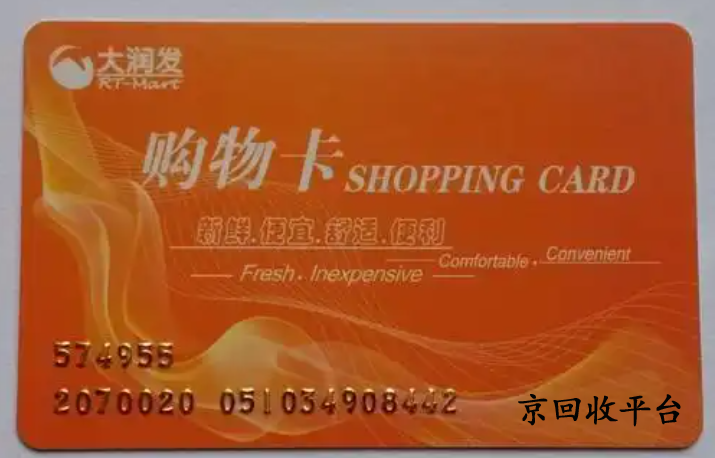 大润发
RT-Mart
购物卡 SHOPPING CARD
新鲜.便宜.舒适.便利
Fresh. Inexpensive Comfortable. Convenient
574955
2070020 051034908442
京回收平台